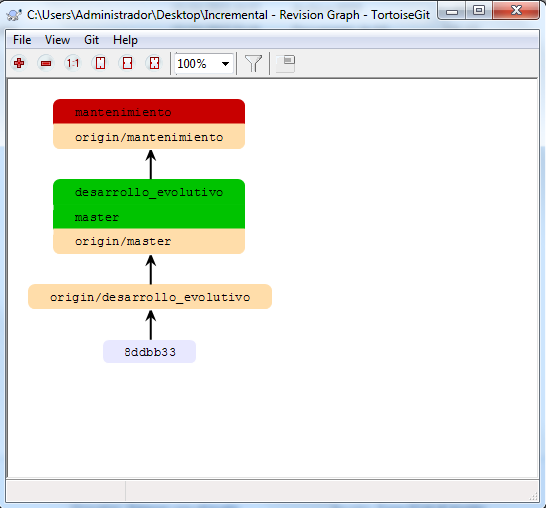 C:\Users\Administrador\Desktop\Incremental - Revision Graph - TortoiseGit
File View Git Help
1:1 100%
mantenimiento
origin/mantenimiento
desarrollo_evolutivo
master
origin/master
origin/desarrollo_evolutivo
8ddbb33